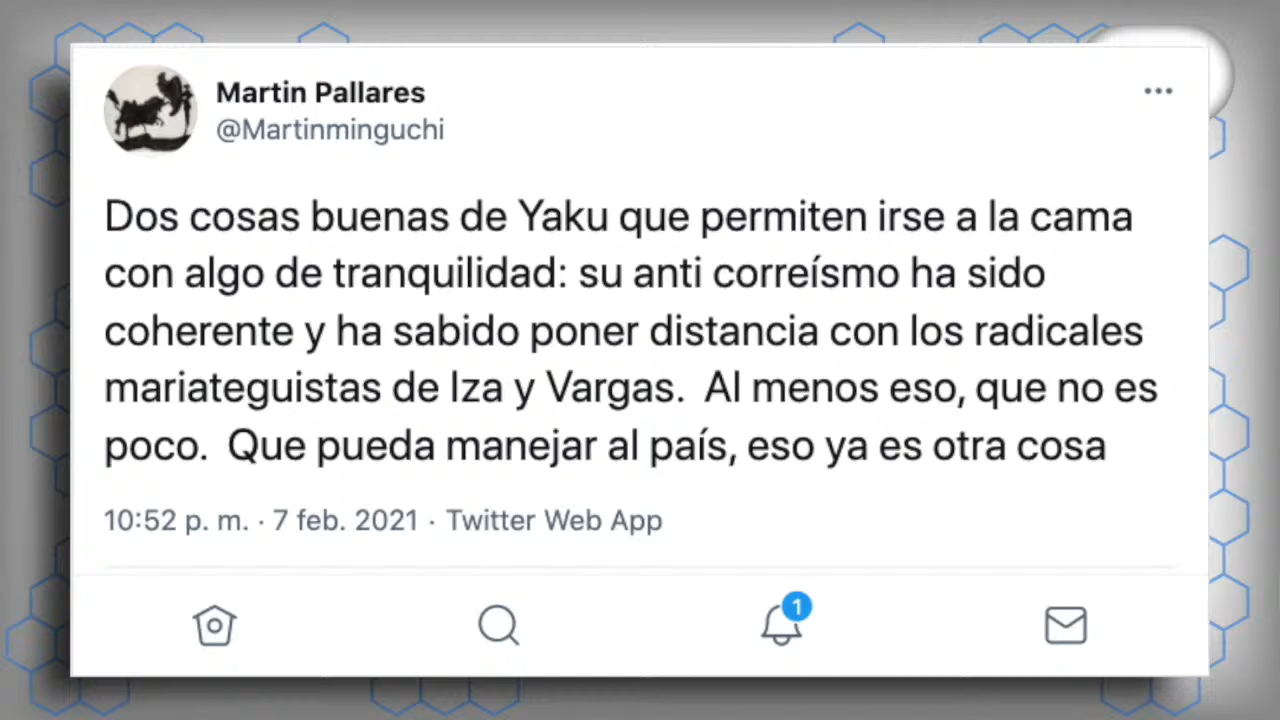 Martin Pallares
@Martinminguchi
Dos cosas buenas de Yaku que permiten irse a la cama
con algo de tranquilidad: su anti correísmo ha sido
coherente y ha sabido poner distancia con los radicales
mariateguistas de Iza y Vargas.  Al menos eso, que no es
poco.  Que pueda manejar al país, eso ya es otra cosa
10:52 p. m. · 7 feb. 2021 · Twitter Web App
1